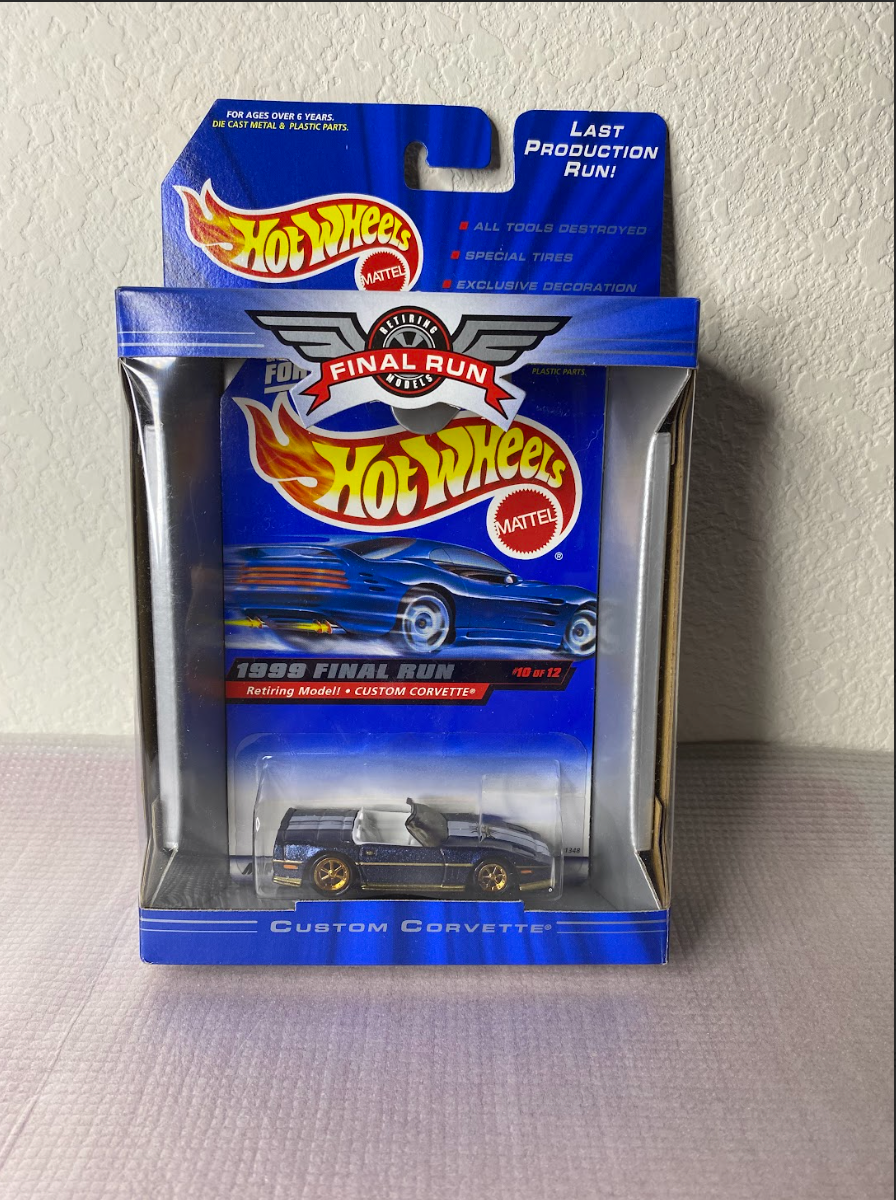 FOR AGES OVER 6 YEARS.
DIE CAST METAL & PLASTIC PARTS.
LAST
PRODUCTION
RUN!
HOT WHEELS
MATTEL
ALL TOOLS DESTROYED
SPECIAL TIRES
EXCLUSIVE DECORATION
RETIRING
FINAL RUN
MODELS
FOR
PLASTIC PARTS.
HOT WHEELS
MATTEL
®
1999 FINAL RUN
#10 OF 12
Retiring Model! • CUSTOM CORVETTE®
CUSTOM CORVETTE®